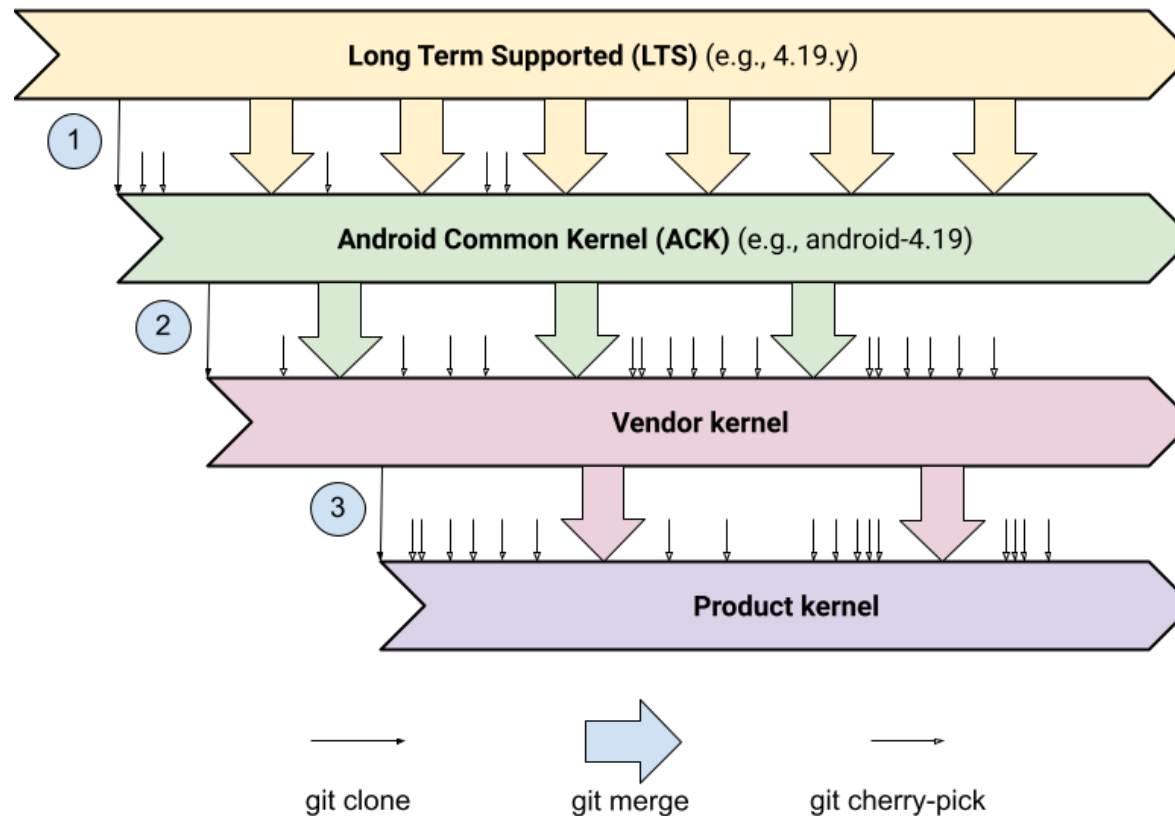 Long Term Supported (LTS) (e.g., 4.19.y)
1
Android Common Kernel (ACK) (e.g., android-4.19)
2
Vendor kernel
3
Product kernel
git clone
git merge
git cherry-pick